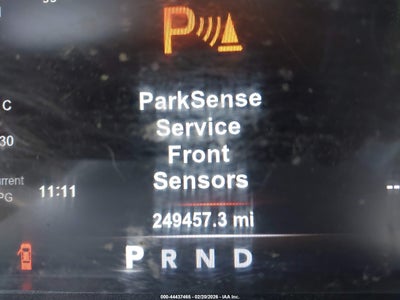 P
C
ParkSense
Service
Front
Sensors
30
urrent
PG
11:11
--
249457.3 mi
P R N D
000-44437465 - 02/20/2026 - IAA Inc.